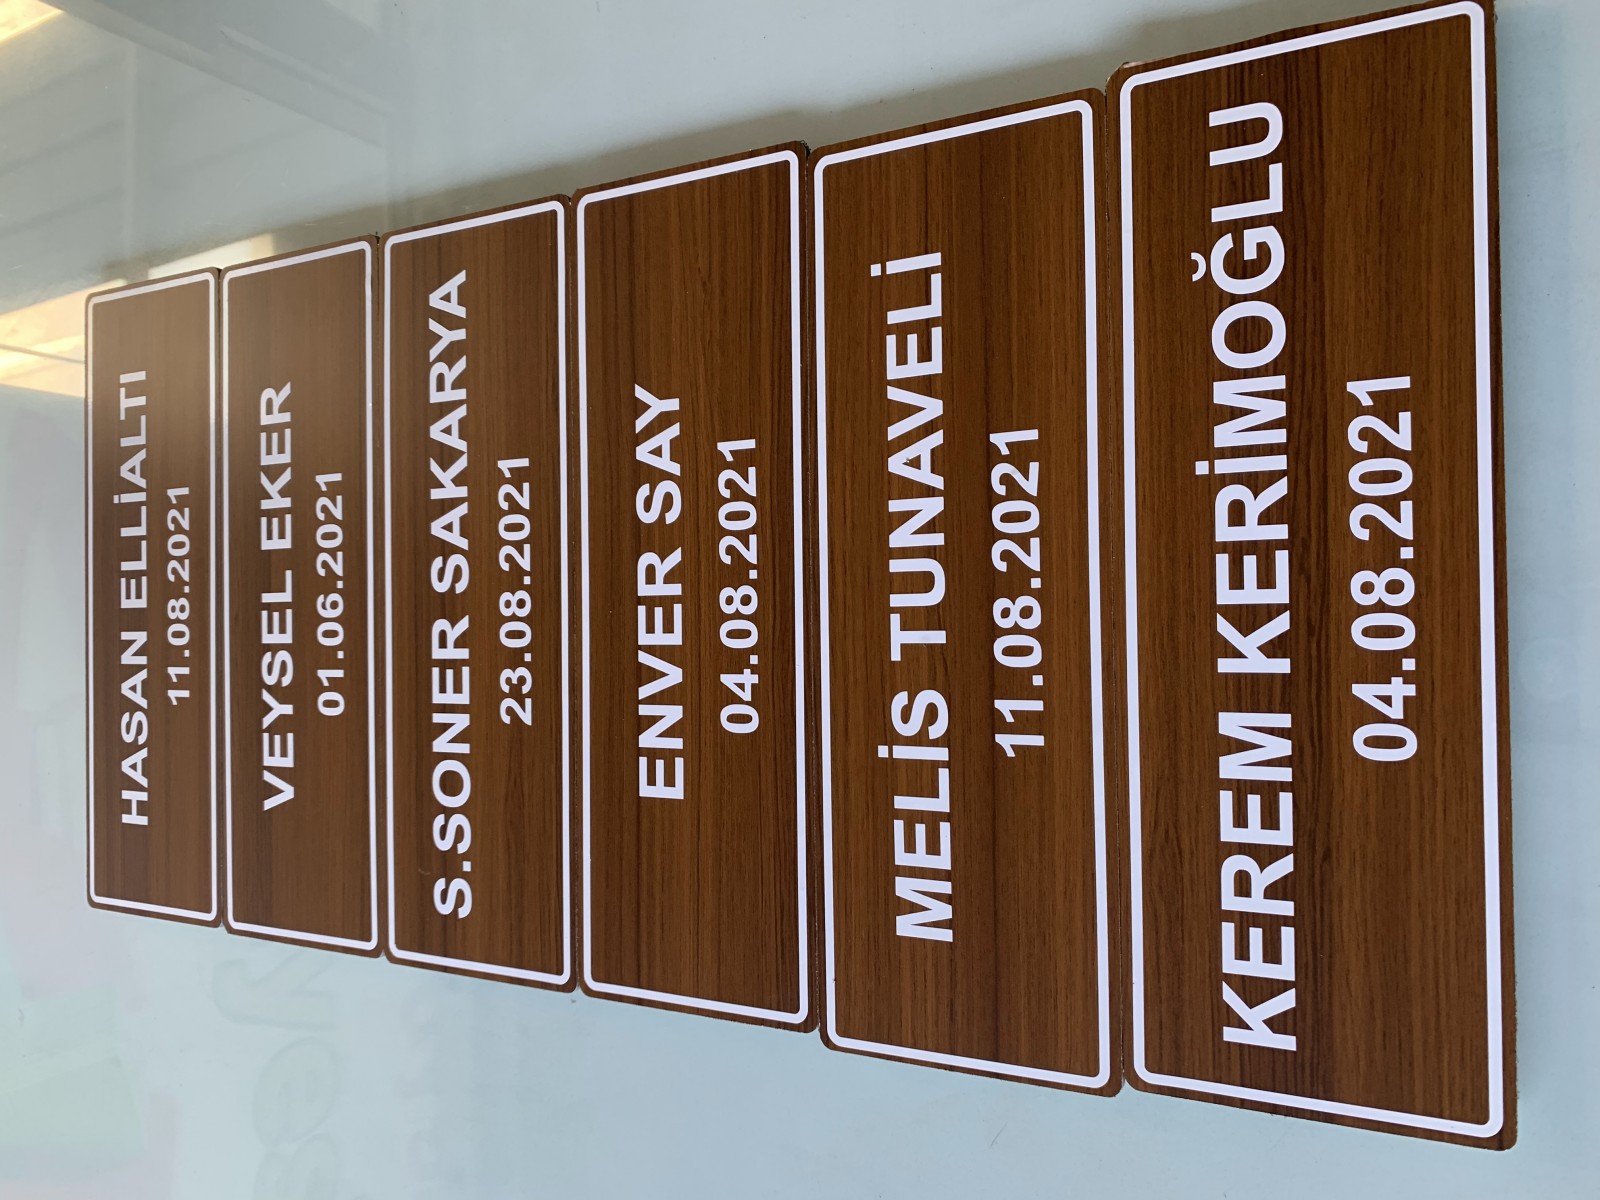 HASAN ELLİALTI
11.08.2021
VEYSEL EKER
01.06.2021
S.SONER SAKARYA
23.08.2021
ENVER SAY
04.08.2021
MELİS TUNAVELİ
11.08.2021
KEREM KERİMOĞLU
04.08.2021